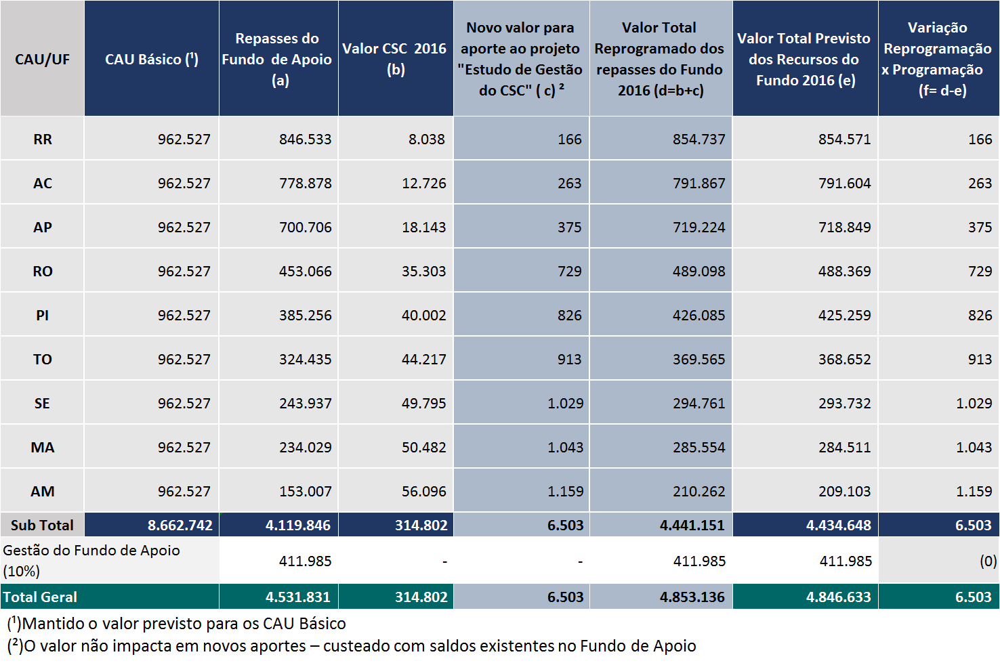 CAU/UF
CAU Básico (¹)
Repasses do
Fundo de Apoio
(a)
Valor CSC 2016
(b)
Novo valor para
aporte ao projeto
"Estudo de Gestão
do CSC" ( c) ²
Valor Total
Reprogramado dos
repasses do Fundo
2016 (d=b+c)
Valor Total Previsto
dos Recursos do
Fundo 2016 (e)
Variação
Reprogramação
x Programação
(f= d-e)
RR 962.527 846.533 8.038 166 854.737 854.571 166
AC 962.527 778.878 12.726 263 791.867 791.604 263
AP 962.527 700.706 18.143 375 719.224 718.849 375
RO 962.527 453.066 35.303 729 489.098 488.369 729
PI 962.527 385.256 40.002 826 426.085 425.259 826
TO 962.527 324.435 44.217 913 369.565 368.652 913
SE 962.527 243.937 49.795 1.029 294.761 293.732 1.029
MA 962.527 234.029 50.482 1.043 285.554 284.511 1.043
AM 962.527 153.007 56.096 1.159 210.262 209.103 1.159
Sub Total 8.662.742 4.119.846 314.802 6.503 4.441.151 4.434.648 6.503
Gestão do Fundo de Apoio
(10%)
411.985 - - 411.985 411.985 (0)
Total Geral 4.531.831 314.802 6.503 4.853.136 4.846.633 6.503
(¹)Mantido o valor previsto para os CAU Básico
(²)O valor não impacta em novos aportes – custeado com saldos existentes no Fundo de Apoio